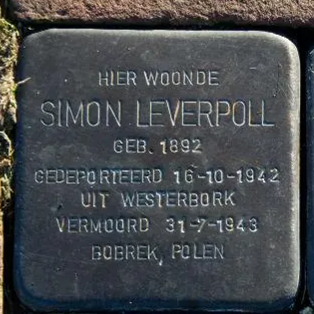 HIER WOONDE
SIMON LEVERPOLL
GEB. 1892
GEDEPORTEERD 16-10-1942
UIT WESTERBORK
VERMOORD 31-7-1943
BOBREK, POLEN